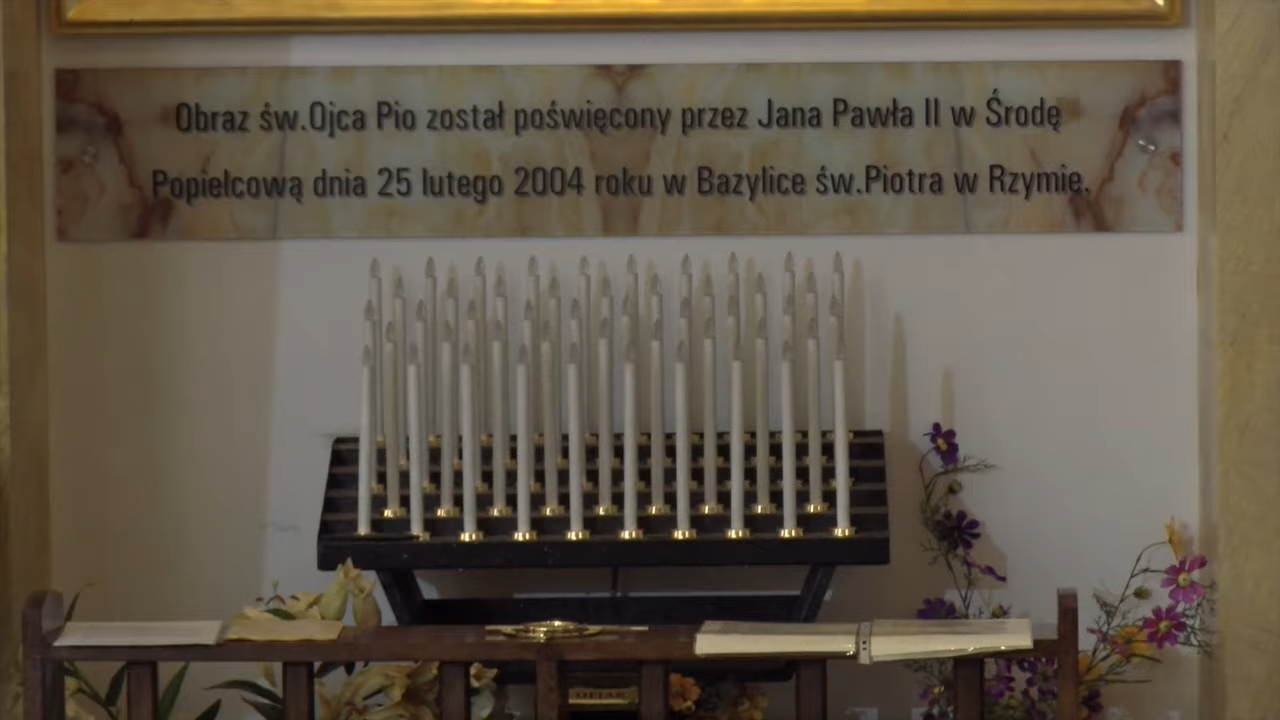 Obraz św.Ojca Pio został poświęcony przez Jana Pawła II w Środę
Popielcową dnia 25 lutego 2004 roku w Bazylice św.Piotra w Rzymie.